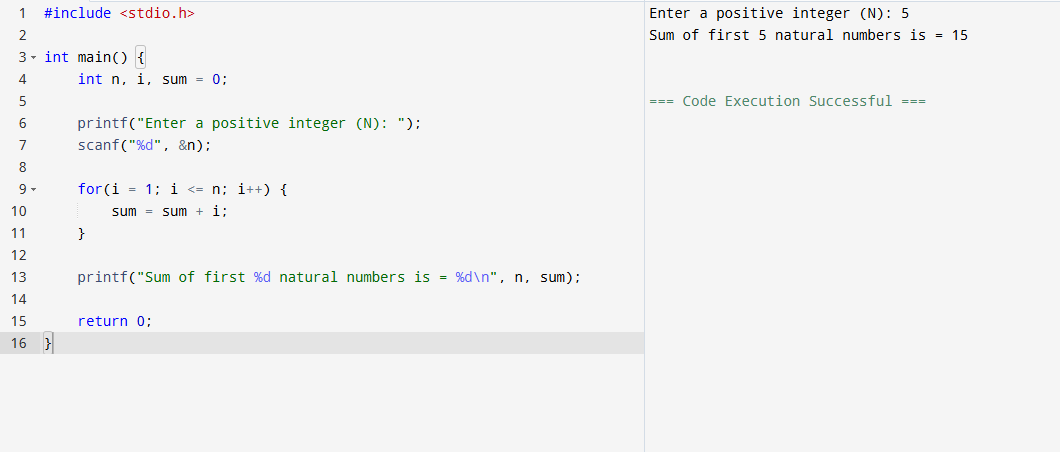 1 #include <stdio.h>
2
3 int main() {
4     int n, i, sum = 0;
5
6     printf("Enter a positive integer (N): ");
7     scanf("%d", &n);
8
9     for(i = 1; i <= n; i++) {
10         sum = sum + i;
11     }
12
13     printf("Sum of first %d natural numbers is = %d\n", n, sum);
14
15     return 0;
16 }
Enter a positive integer (N): 5
Sum of first 5 natural numbers is = 15
=== Code Execution Successful ===